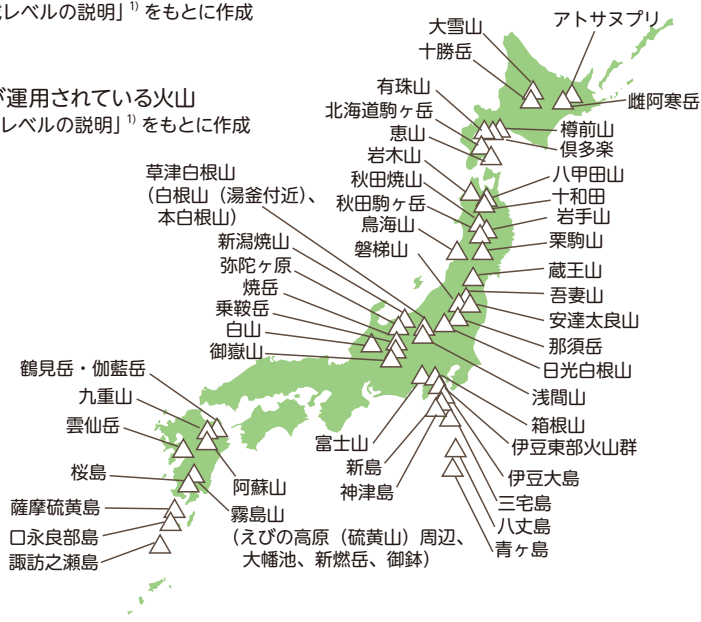 レベルの説明」1) をもとに作成
が運用されている火山
レベルの説明」1) をもとに作成
大雪山
アトサヌプリ
十勝岳
有珠山
雌阿寒岳
北海道駒ヶ岳
樽前山
恵山
倶多楽
岩木山
八甲田山
草津白根山
(白根山(湯釜付近)、
本白根山)
秋田焼山
十和田
秋田駒ヶ岳
岩手山
鳥海山
栗駒山
新潟焼山
磐梯山
蔵王山
弥陀ヶ原
吾妻山
焼岳
安達太良山
乗鞍岳
那須岳
白山
日光白根山
御嶽山
鶴見岳・伽藍岳
浅間山
九重山
箱根山
雲仙岳
富士山
伊豆東部火山群
新島
伊豆大島
桜島
阿蘇山
神津島
三宅島
薩摩硫黄島
霧島山
(えびの高原(硫黄山)周辺、
大幡池、新燃岳、御鉢)
八丈島
口永良部島
青ヶ島
諏訪之瀬島